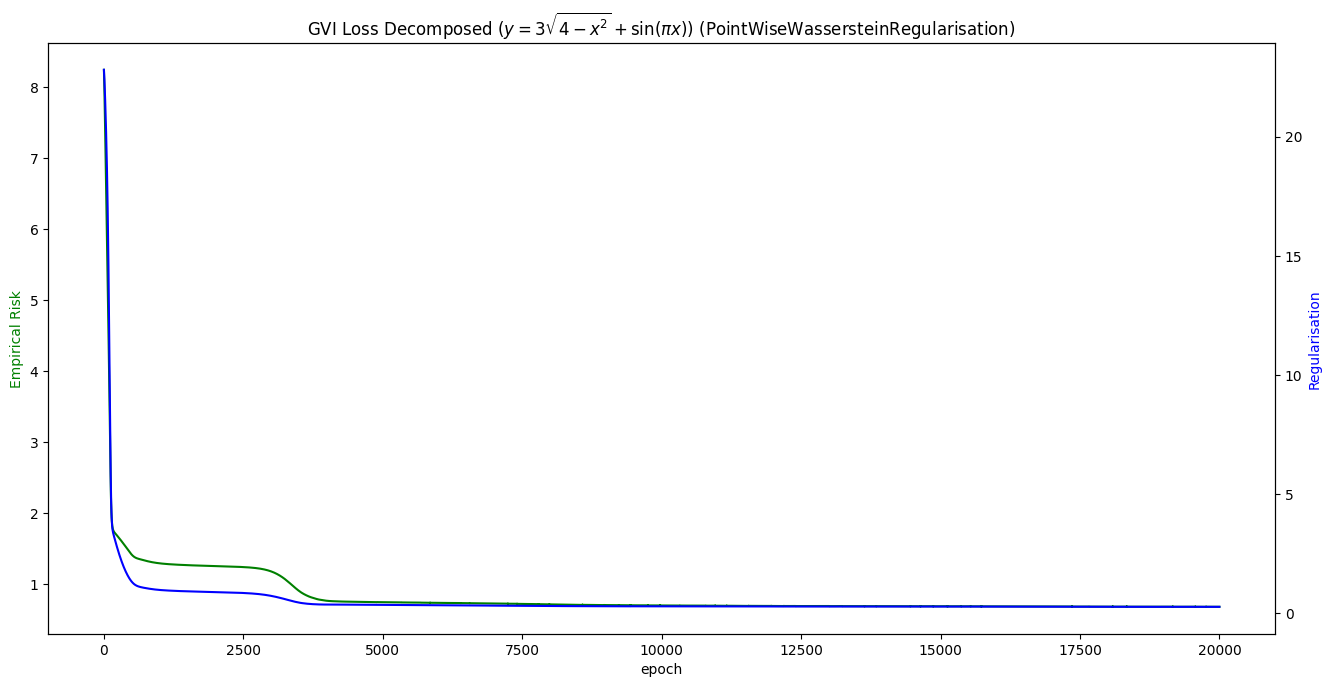 GVI Loss Decomposed (y = 3√4 − x² + sin(πx)) (PointWiseWassersteinRegularisation)
8
7
6
5
4
3
2
1
Empirical Risk
20
15
10
5
0
Regularisation
0 2500 5000 7500 10000 12500 15000 17500 20000
epoch